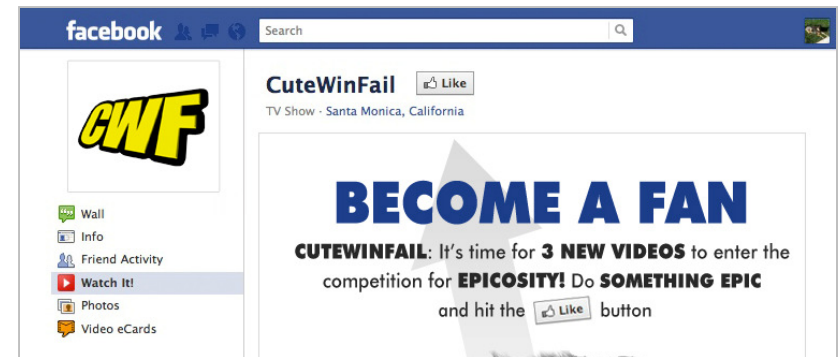 facebook
Search
CWF
CuteWinFail
Like
TV Show · Santa Monica, California
Wall
Info
Friend Activity
Watch It!
Photos
Video eCards
BECOME A FAN
CUTEWINFAIL: It's time for 3 NEW VIDEOS to enter the
competition for EPICOSITY! Do SOMETHING EPIC
and hit the Like button